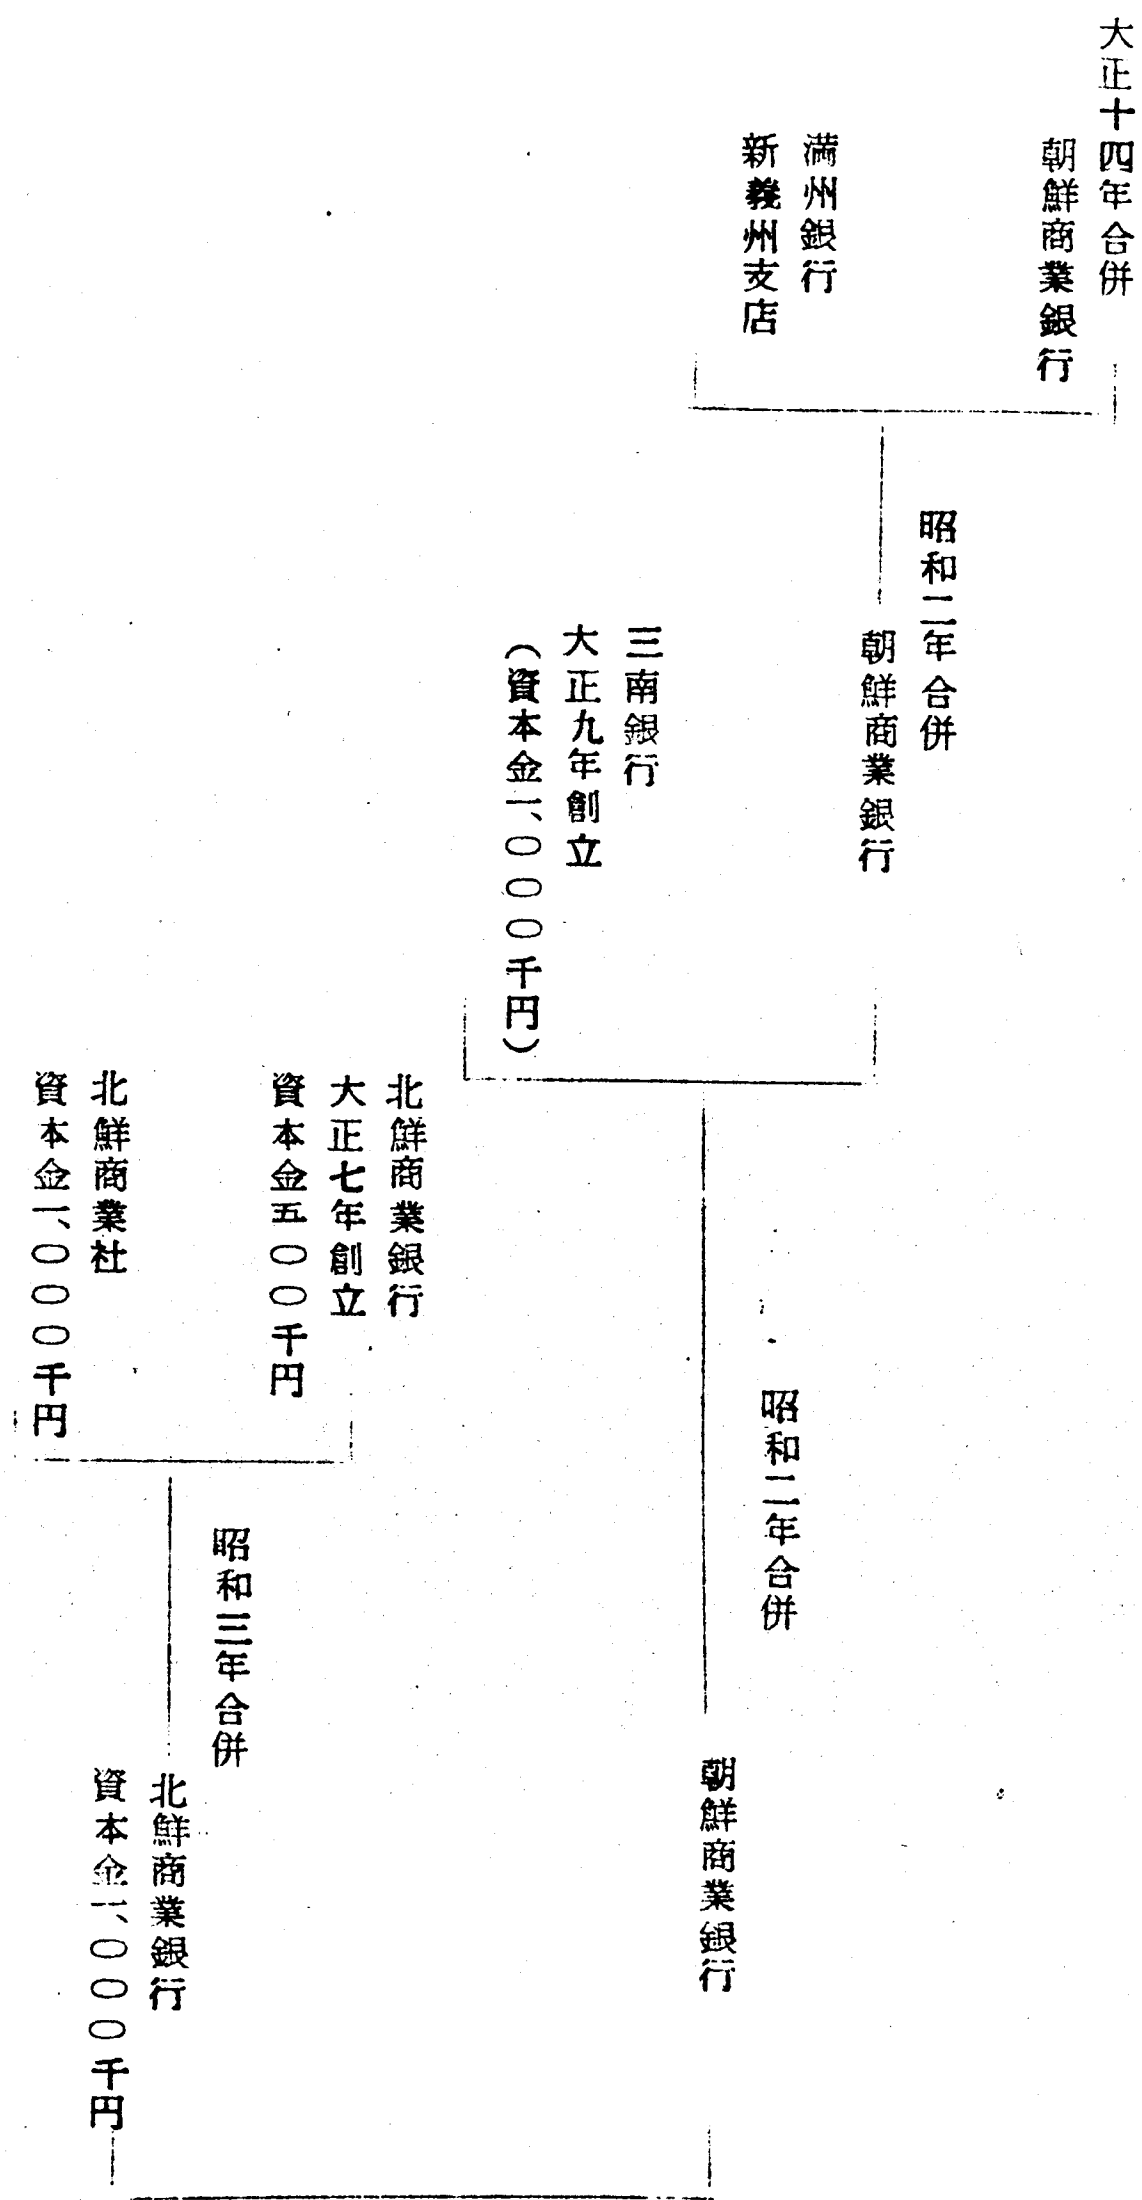 大正十四年合併
朝鮮商業銀行
満州銀行
新義州支店
昭和二年合併
朝鮮商業銀行
三南銀行
大正九年創立
（資本金一、〇〇〇千円）
昭和二年合併
朝鮮商業銀行
北鮮商業銀行
大正七年創立
資本金五〇〇千円
北鮮商業社
資本金一、〇〇〇千円
昭和三年合併
北鮮商業銀行
資本金一、〇〇〇千円